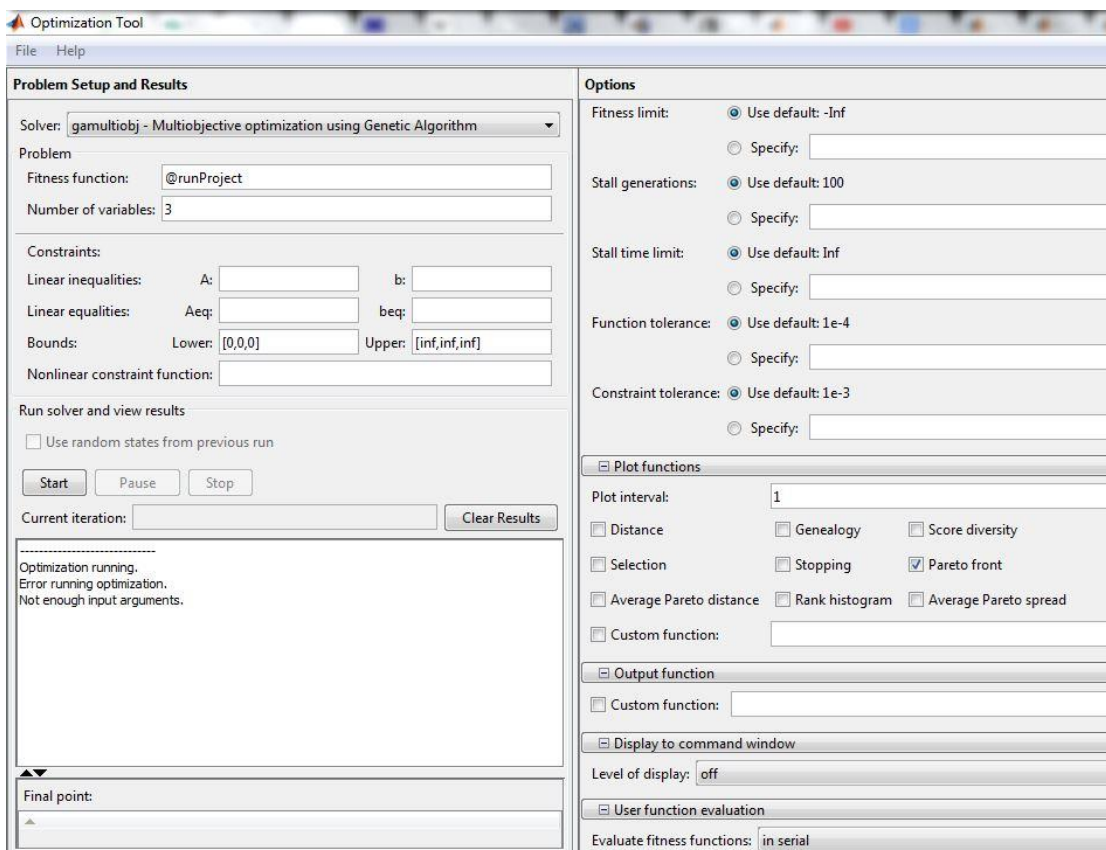 Optimization Tool
File Help
Problem Setup and Results
Solver: gamultiobj - Multiobjective optimization using Genetic Algorithm
Problem
Fitness function: @runProject
Number of variables: 3
Constraints:
Linear inequalities: A: b:
Linear equalities: Aeq: beq:
Bounds: Lower: [0,0,0] Upper: [inf,inf,inf]
Nonlinear constraint function:
Run solver and view results
Use random states from previous run
Start Pause Stop
Current iteration: Clear Results
------------------------------
Optimization running.
Error running optimization.
Not enough input arguments.
Final point:
Options
Fitness limit: Use default: -Inf
Specify:
Stall generations: Use default: 100
Specify:
Stall time limit: Use default: Inf
Specify:
Function tolerance: Use default: 1e-4
Specify:
Constraint tolerance: Use default: 1e-3
Specify:
Plot functions
Plot interval: 1
Distance Genealogy Score diversity
Selection Stopping Pareto front
Average Pareto distance Rank histogram Average Pareto spread
Custom function:
Output function
Custom function:
Display to command window
Level of display: off
User function evaluation
Evaluate fitness functions: in serial